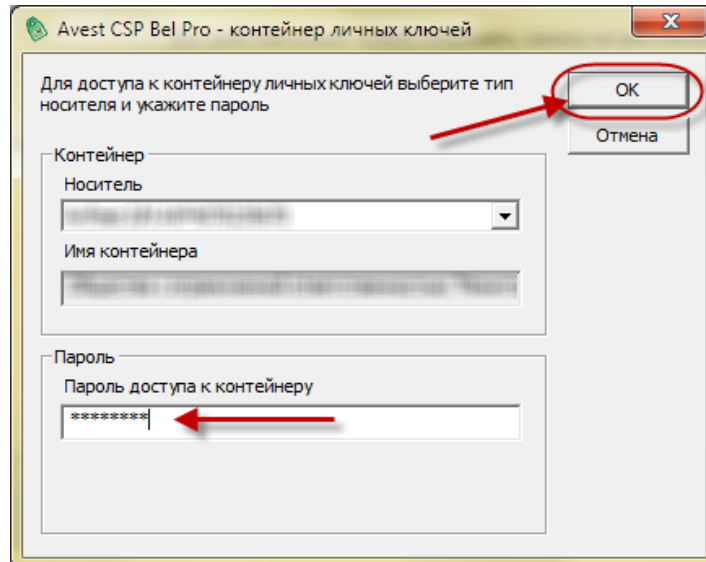 Avest CSP Bel Pro - контейнер личных ключей
Для доступа к контейнеру личных ключей выберите тип
носителя и укажите пароль
OK
Отмена
Контейнер
Носитель
Имя контейнера
Пароль
Пароль доступа к контейнеру
********